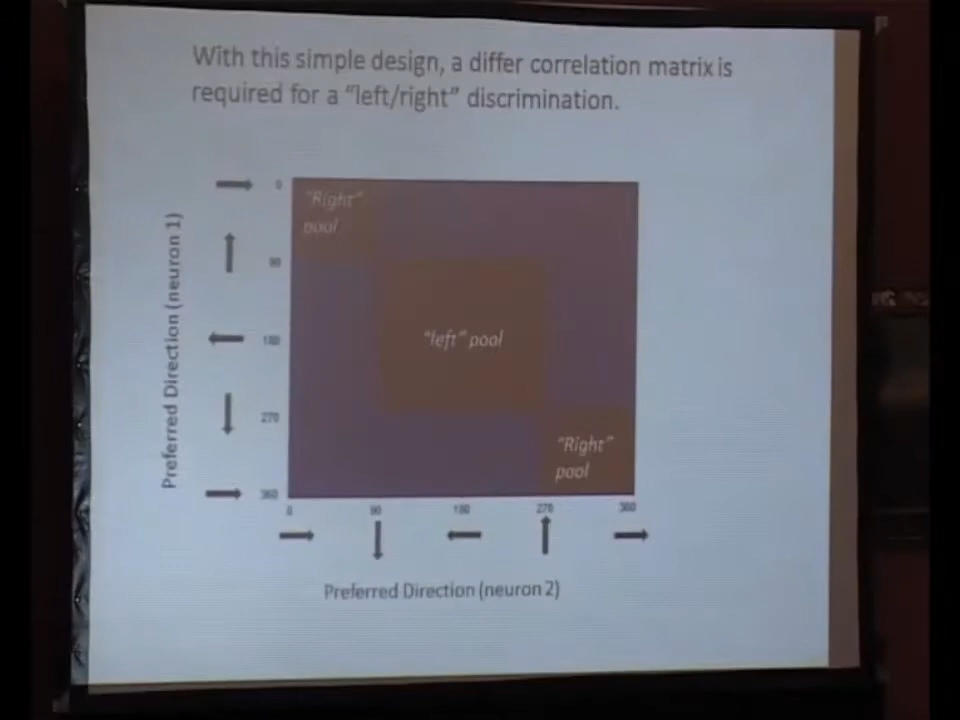 With this simple design, a differ correlation matrix is
required for a “left/right” discrimination.
Preferred Direction (neuron 1)
0
90
180
270
360
“Right”
pool
“left” pool
“Right”
pool
0
90
180
270
360
Preferred Direction (neuron 2)